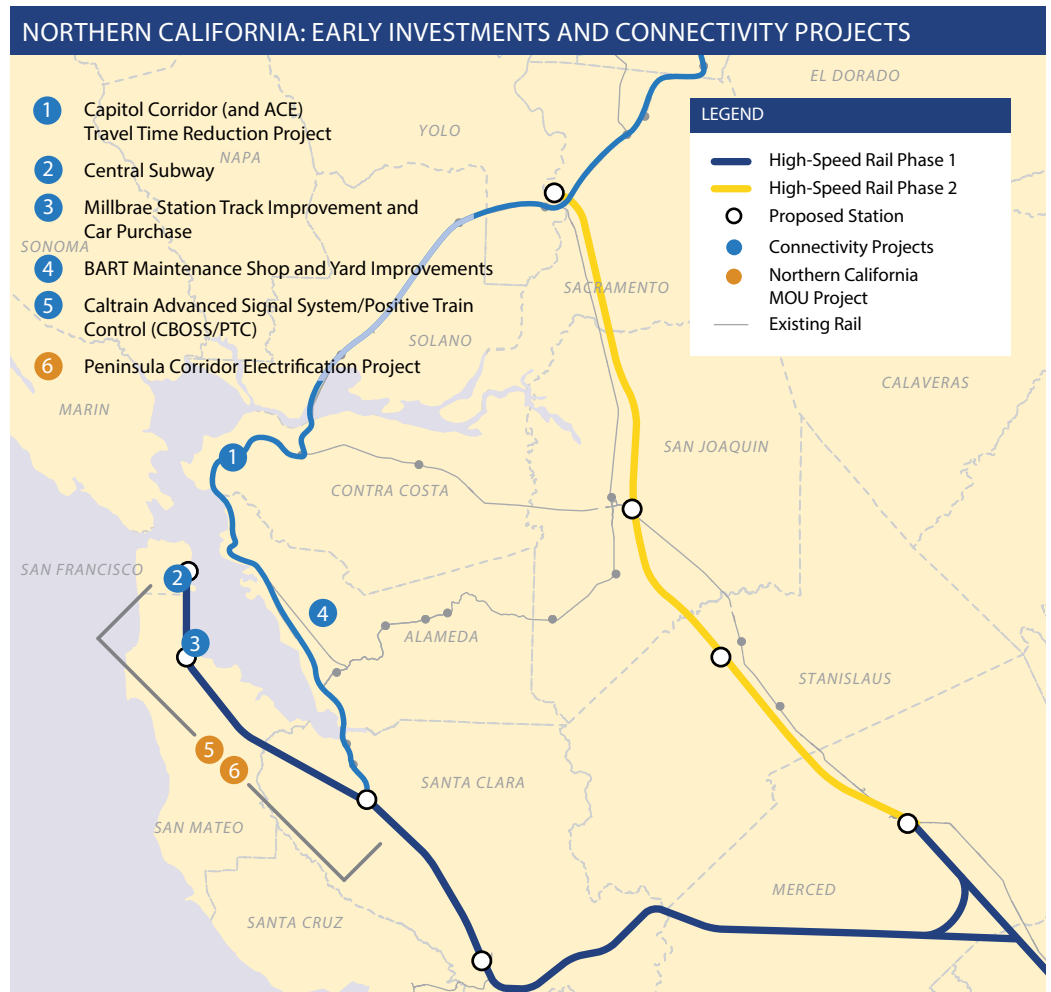 NORTHERN CALIFORNIA: EARLY INVESTMENTS AND CONNECTIVITY PROJECTS
1 Capitol Corridor (and ACE)
Travel Time Reduction Project
2 Central Subway
3 Millbrae Station Track Improvement and
Car Purchase
4 BART Maintenance Shop and Yard Improvements
5 Caltrain Advanced Signal System/Positive Train
Control (CBOSS/PTC)
6 Peninsula Corridor Electrification Project
LEGEND
High-Speed Rail Phase 1
High-Speed Rail Phase 2
Proposed Station
Connectivity Projects
Northern California
MOU Project
Existing Rail
EL DORADO
YOLO
NAPA
SONOMA
SACRAMENTO
SOLANO
CALAVERAS
MARIN
SAN JOAQUIN
1
CONTRA COSTA
SAN FRANCISCO
2
4
3
ALAMEDA
STANISLAUS
5
6
SANTA CLARA
SAN MATEO
MERCED
SANTA CRUZ